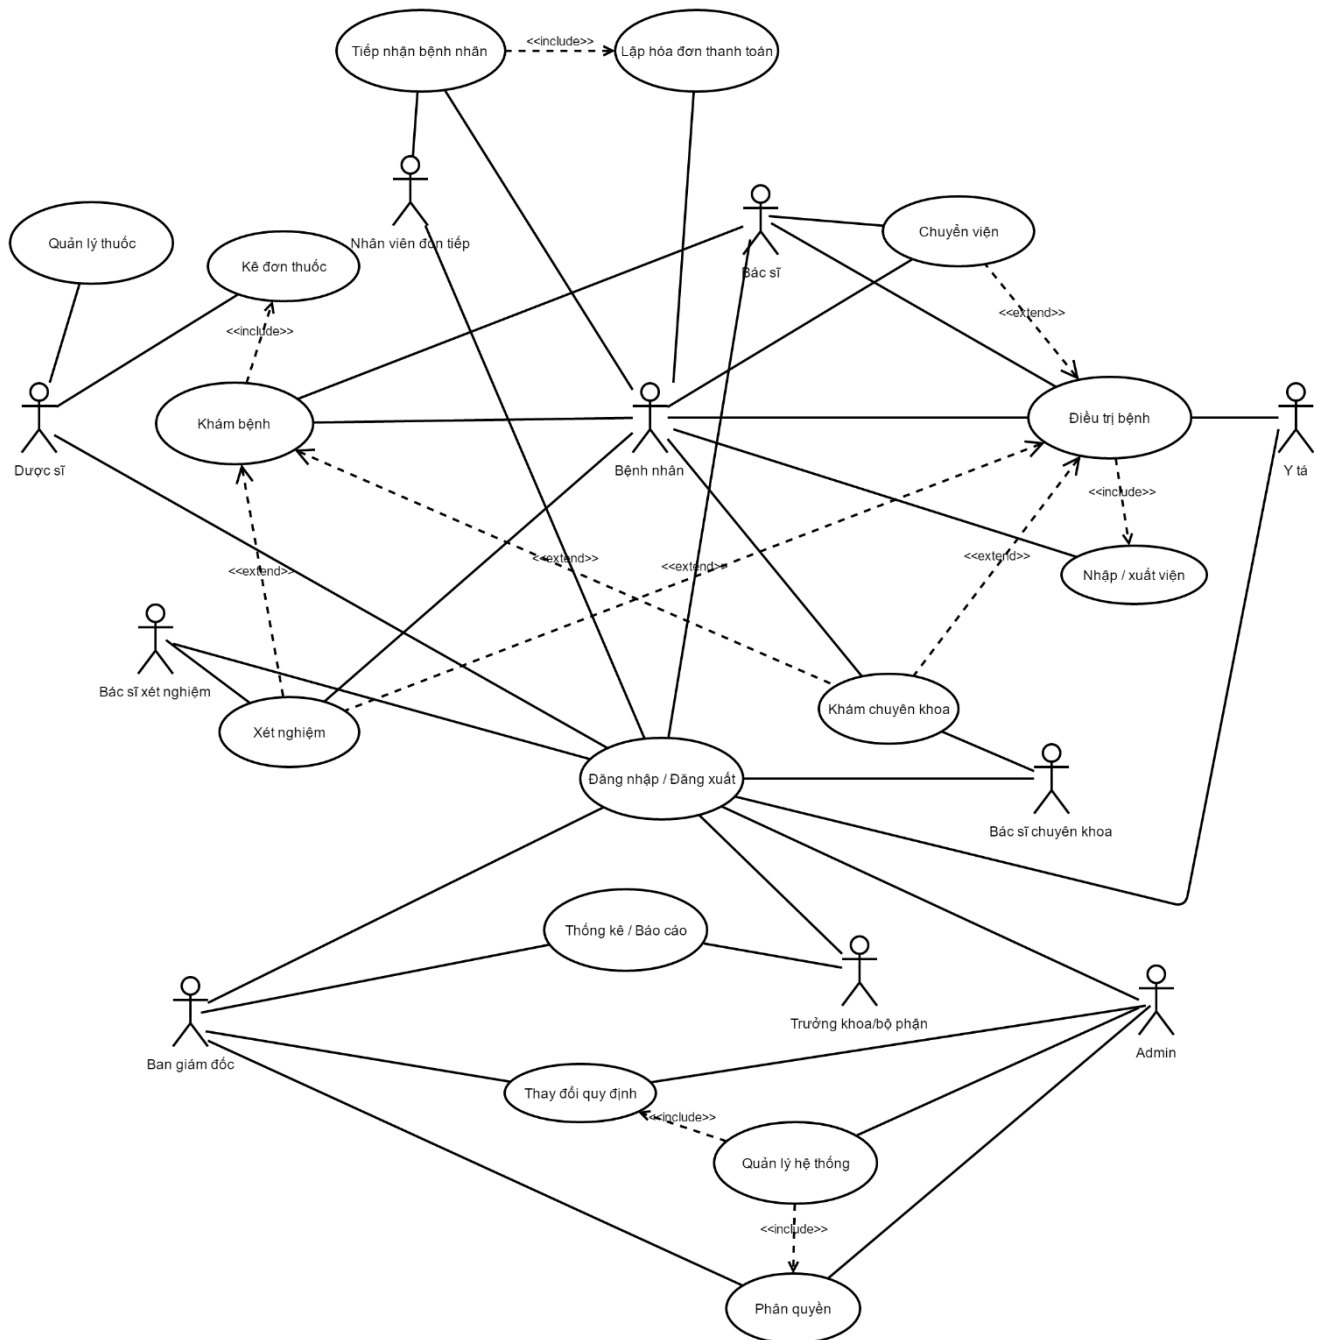 Tiếp nhận bệnh nhân
<<include>>
Lập hóa đơn thanh toán
Nhân viên đón tiếp
Quản lý thuốc
Kê đơn thuốc
Bác sĩ
Chuyển viện
<<include>>
<<extend>>
Khám bệnh
Điều trị bệnh
Dược sĩ
Bệnh nhân
Y tá
<<include>>
<<extend>>
<<extend>>
<<extend>>
<<extend>>
Nhập / xuất viện
Bác sĩ xét nghiệm
Xét nghiệm
Khám chuyên khoa
Đăng nhập / Đăng xuất
Bác sĩ chuyên khoa
Thống kê / Báo cáo
Trưởng khoa/bộ phận
Ban giám đốc
Admin
Thay đổi quy định
<<include>>
Quản lý hệ thống
<<include>>
Phân quyền